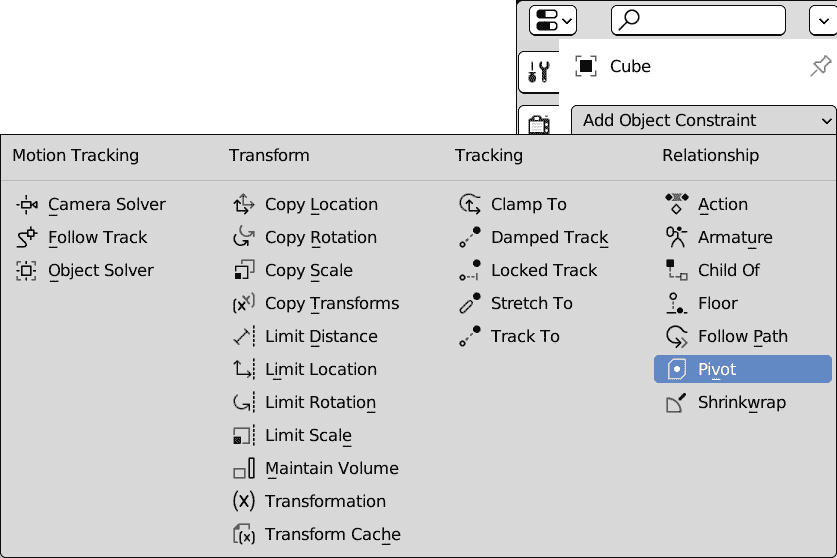 Cube
Add Object Constraint
Motion Tracking
Camera Solver
Follow Track
Object Solver
Transform
Copy Location
Copy Rotation
Copy Scale
Copy Transforms
Limit Distance
Limit Location
Limit Rotation
Limit Scale
Maintain Volume
Transformation
Transform Cache
Tracking
Clamp To
Damped Track
Locked Track
Stretch To
Track To
Relationship
Action
Armature
Child Of
Floor
Follow Path
Pivot
Shrinkwrap